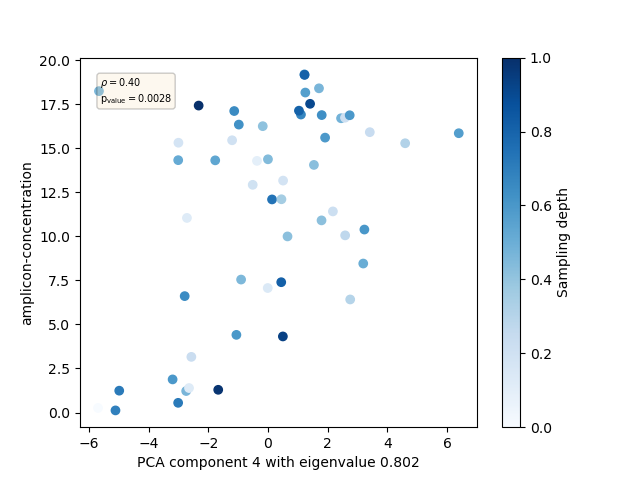 20.0
17.5
15.0
12.5
10.0
7.5
5.0
2.5
0.0
amplicon-concentration
ρ = 0.40
p_value = 0.0028
−6 −4 −2 0 2 4 6
PCA component 4 with eigenvalue 0.802
1.0
0.8
0.6
0.4
0.2
0.0
Sampling depth